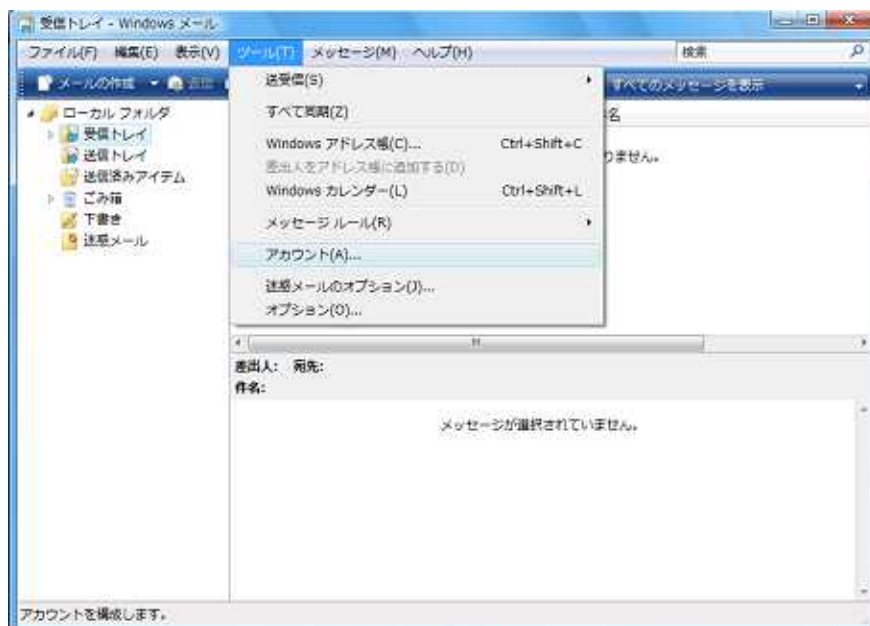 受信トレイ - Windows メール
ファイル(F) 編集(E) 表示(V) ツール(T) メッセージ(M) ヘルプ(H) 検索
メールの作成 返信 すべてのメッセージを表示
ローカル フォルダ
受信トレイ
送信トレイ
送信済みアイテム
ごみ箱
下書き
迷惑メール
送受信(S)
すべて同期(Z)
Windows アドレス帳(C)... Ctrl+Shift+C
差出人をアドレス帳に追加する(D)
Windows カレンダー(L) Ctrl+Shift+L
メッセージ ルール(R)
アカウント(A)...
迷惑メールのオプション(J)...
オプション(O)...
名
りません。
差出人: 宛先:
件名:
メッセージが選択されていません。
アカウントを構成します。